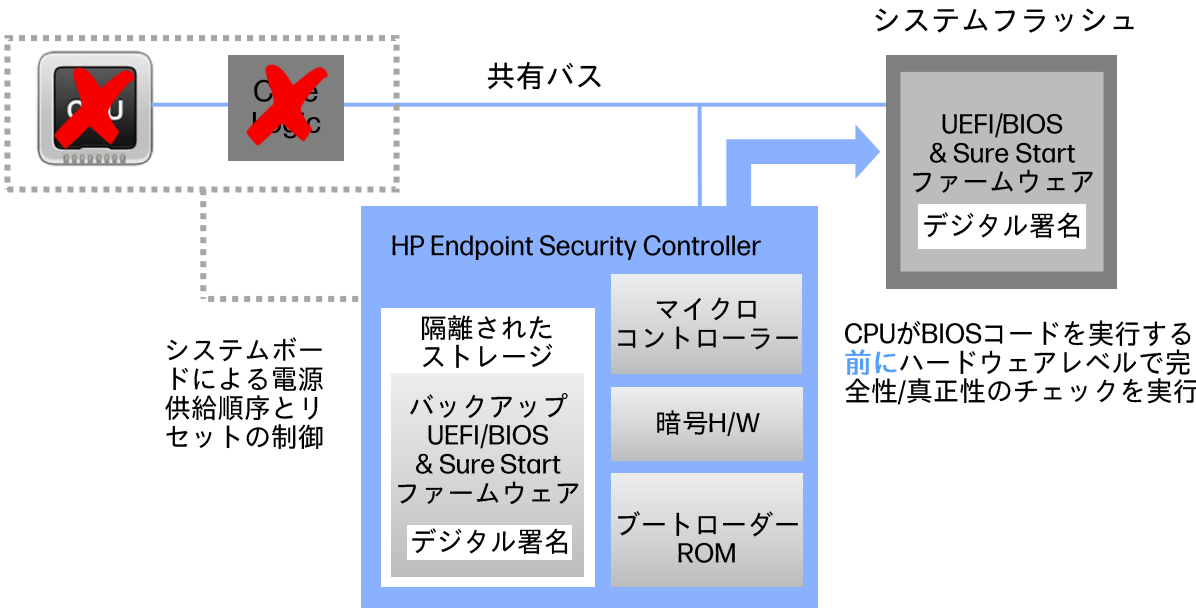 システムフラッシュ
共有バス
UEFI/BIOS
& Sure Start
ファームウェア
デジタル署名
HP Endpoint Security Controller
隔離された
ストレージ
バックアップ
UEFI/BIOS
& Sure Start
ファームウェア
デジタル署名
マイクロ
コントローラー
暗号H/W
ブートローダー
ROM
システムボー
ドによる電源
供給順序とリ
セットの制御
CPUがBIOSコードを実行する
前にハードウェアレベルで完
全性/真正性のチェックを実行